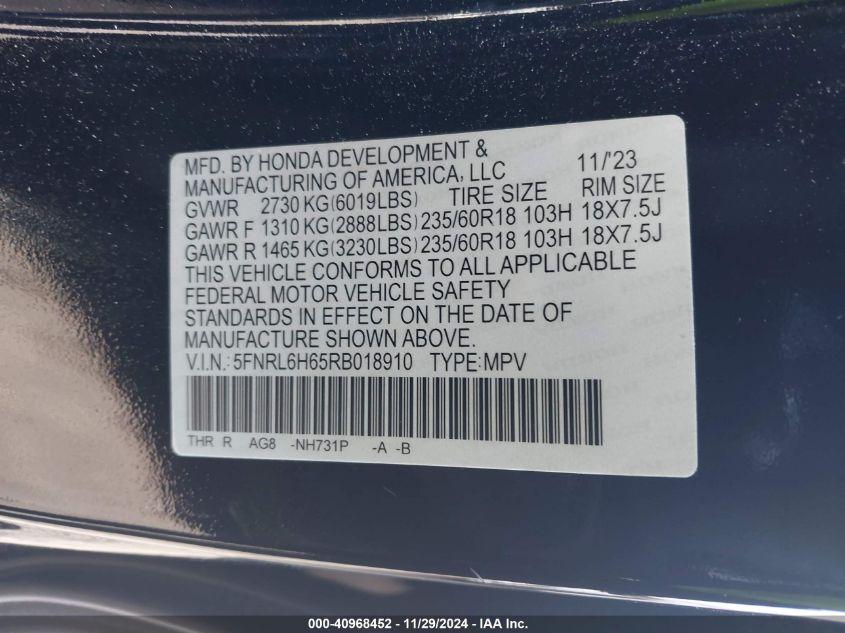 MFD. BY HONDA DEVELOPMENT &
MANUFACTURING OF AMERICA, LLC 11/'23
GVWR 2730 KG(6019LBS) TIRE SIZE RIM SIZE
GAWR F 1310 KG(2888LBS) 235/60R18 103H 18X7.5J
GAWR R 1465 KG(3230LBS) 235/60R18 103H 18X7.5J
THIS VEHICLE CONFORMS TO ALL APPLICABLE
FEDERAL MOTOR VEHICLE SAFETY
STANDARDS IN EFFECT ON THE DATE OF
MANUFACTURE SHOWN ABOVE.
V.I.N.: 5FNRL6H65RB018910 TYPE:MPV
THR R AG8 -NH731P -A -B
000-40968452 - 11/29/2024 - IAA Inc.